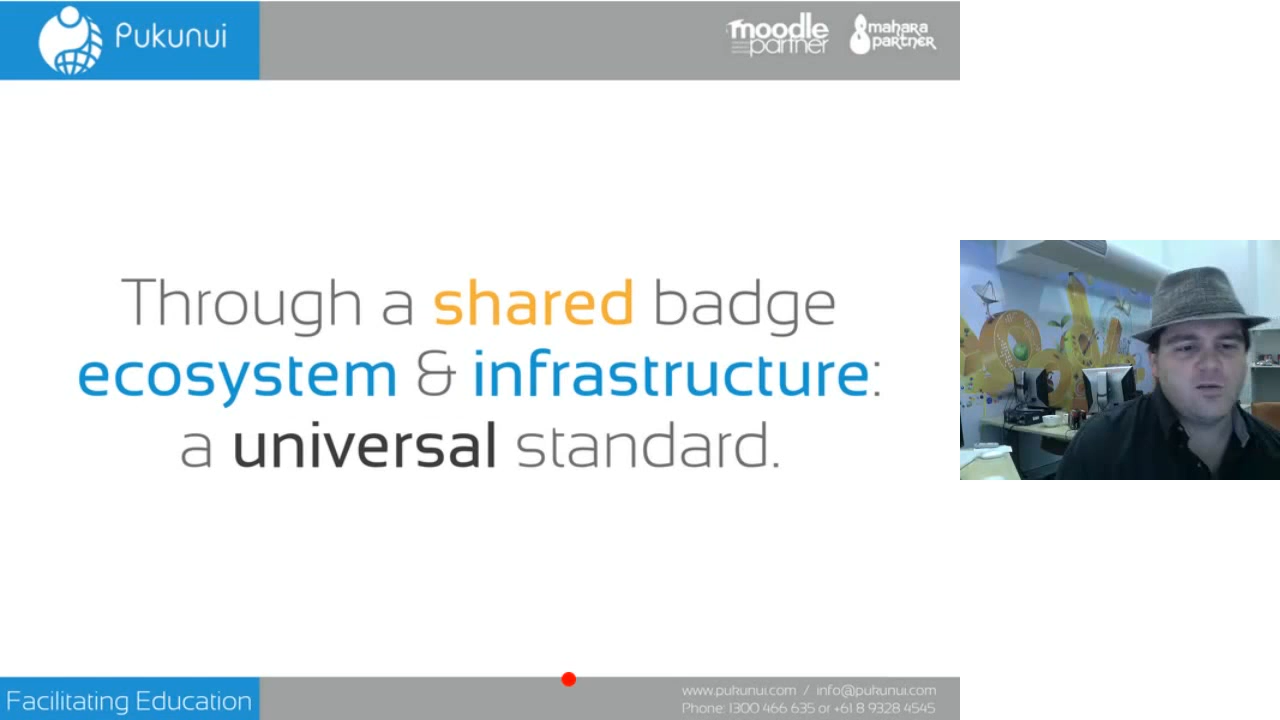 Pukunui
moodle
partner
mahara
partner
Through a shared badge
ecosystem & infrastructure:
a universal standard.
Facilitating Education
www.pukunui.com / info@pukunui.com
Phone: 1300 466 635 or +61 8 9328 4545